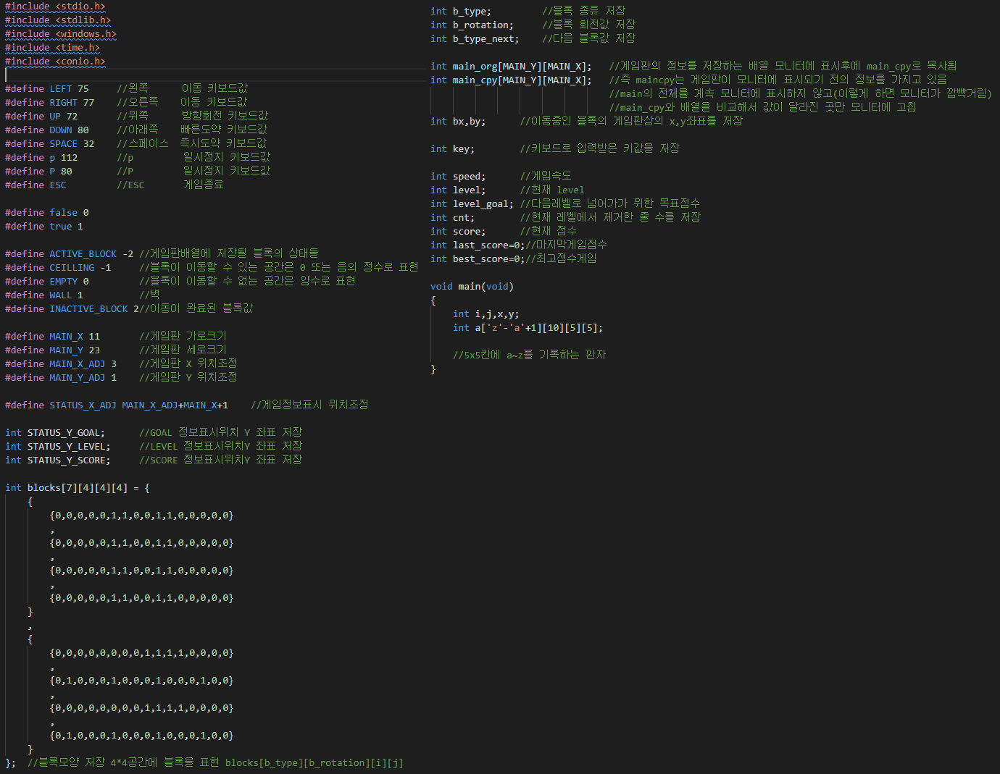 #include <stdio.h>
#include <stdlib.h>
#include <windows.h>
#include <time.h>
#include <conio.h>
#define LEFT 75     //왼쪽      이동 키보드값
#define RIGHT 77    //오른쪽    이동 키보드값
#define UP 72       //위쪽      방향회전 키보드값
#define DOWN 80     //아래쪽    빠른도약 키보드값
#define SPACE 32    //스페이스  즉시도약 키보드값
#define p 112       //p         일시정지 키보드값
#define P 80        //P         일시정지 키보드값
#define ESC         //ESC       게임종료
#define false 0
#define true 1
#define ACTIVE_BLOCK -2 //게임판배열에 저장될 블록의 상태들
#define CEILLING -1     //블록이 이동할 수 있는 공간은 0 또는 음의 정수로 표현
#define EMPTY 0         //블록이 이동할 수 없는 공간은 양수로 표현
#define WALL 1          //벽
#define INACTIVE_BLOCK 2//이동이 완료된 블록값
#define MAIN_X 11       //게임판 가로크기
#define MAIN_Y 23       //게임판 세로크기
#define MAIN_X_ADJ 3    //게임판 X 위치조정
#define MAIN_Y_ADJ 1    //게임판 Y 위치조정
#define STATUS_X_ADJ MAIN_X_ADJ+MAIN_X+1    //게임정보표시 위치조정
int STATUS_Y_GOAL;      //GOAL 정보표시위치 Y 좌표 저장
int STATUS_Y_LEVEL;     //LEVEL 정보표시위치Y 좌표 저장
int STATUS_Y_SCORE;     //SCORE 정보표시위치Y 좌표 저장
int blocks[7][4][4][4] = {
    {
        {0,0,0,0,0,1,1,0,0,1,1,0,0,0,0,0}
        ,
        {0,0,0,0,0,1,1,0,0,1,1,0,0,0,0,0}
        ,
        {0,0,0,0,0,1,1,0,0,1,1,0,0,0,0,0}
        ,
        {0,0,0,0,0,1,1,0,0,1,1,0,0,0,0,0}
    }
    ,
    {
        {0,0,0,0,0,0,0,0,1,1,1,1,0,0,0,0}
        ,
        {0,1,0,0,0,1,0,0,0,1,0,0,0,1,0,0}
        ,
        {0,0,0,0,0,0,0,0,1,1,1,1,0,0,0,0}
        ,
        {0,1,0,0,0,1,0,0,0,1,0,0,0,1,0,0}
    }
};  //블록모양 저장 4*4공간에 블록을 표현 blocks[b_type][b_rotation][i][j]
int b_type;         //블록 종류 저장
int b_rotation;     //블록 회전값 저장
int b_type_next;    //다음 블록값 저장
int main_org[MAIN_Y][MAIN_X];   //게임판의 정보를 저장하는 배열 모니터에 표시후에 main_cpy로 복사됨
int main_cpy[MAIN_Y][MAIN_X];   //즉 maincpy는 게임판이 모니터에 표시되기 전의 정보를 가지고 있음
                                //main의 전체를 계속 모니터에 표시하지 않고(이렇게 하면 모니터가 깜빡거림)
                                //main_cpy와 배열을 비교해서 값이 달라진 곳만 모니터에 고침
int bx,by;      //이동중인 블록의 게임판상의 x,y좌표를 저장
int key;        //키보드로 입력받은 키값을 저장
int speed;      //게임속도
int level;      //현재 level
int level_goal; //다음레벨로 넘어가가 위한 목표점수
int cnt;        //현재 레벨에서 제거한 줄 수를 저장
int score;      //현재 점수
int last_score=0;//마지막게임점수
int best_score=0;//최고점수게임
void main(void)
{
    int i,j,x,y;
    int a['z'-'a'+1][10][5][5];
    //5x5칸에 a~z를 기록하는 판자
}